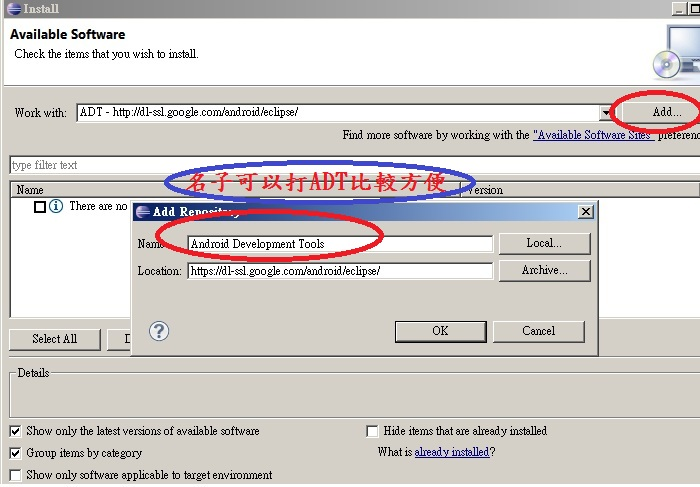 Install
Available Software
Check the items that you wish to install.
Work with: ADT - http://dl-ssl.google.com/android/eclipse/ Add...
Find more software by working with the "Available Software Sites" preferenc
type filter text
名子可以打ADT比較方便
Name Version
There are no
Add Repository
Name: Android Development Tools Local...
Location: https://dl-ssl.google.com/android/eclipse/ Archive...
? OK Cancel
Select All D
Details
Show only the latest versions of available software Hide items that are already installed
Group items by category What is already installed?
Show only software applicable to target environment